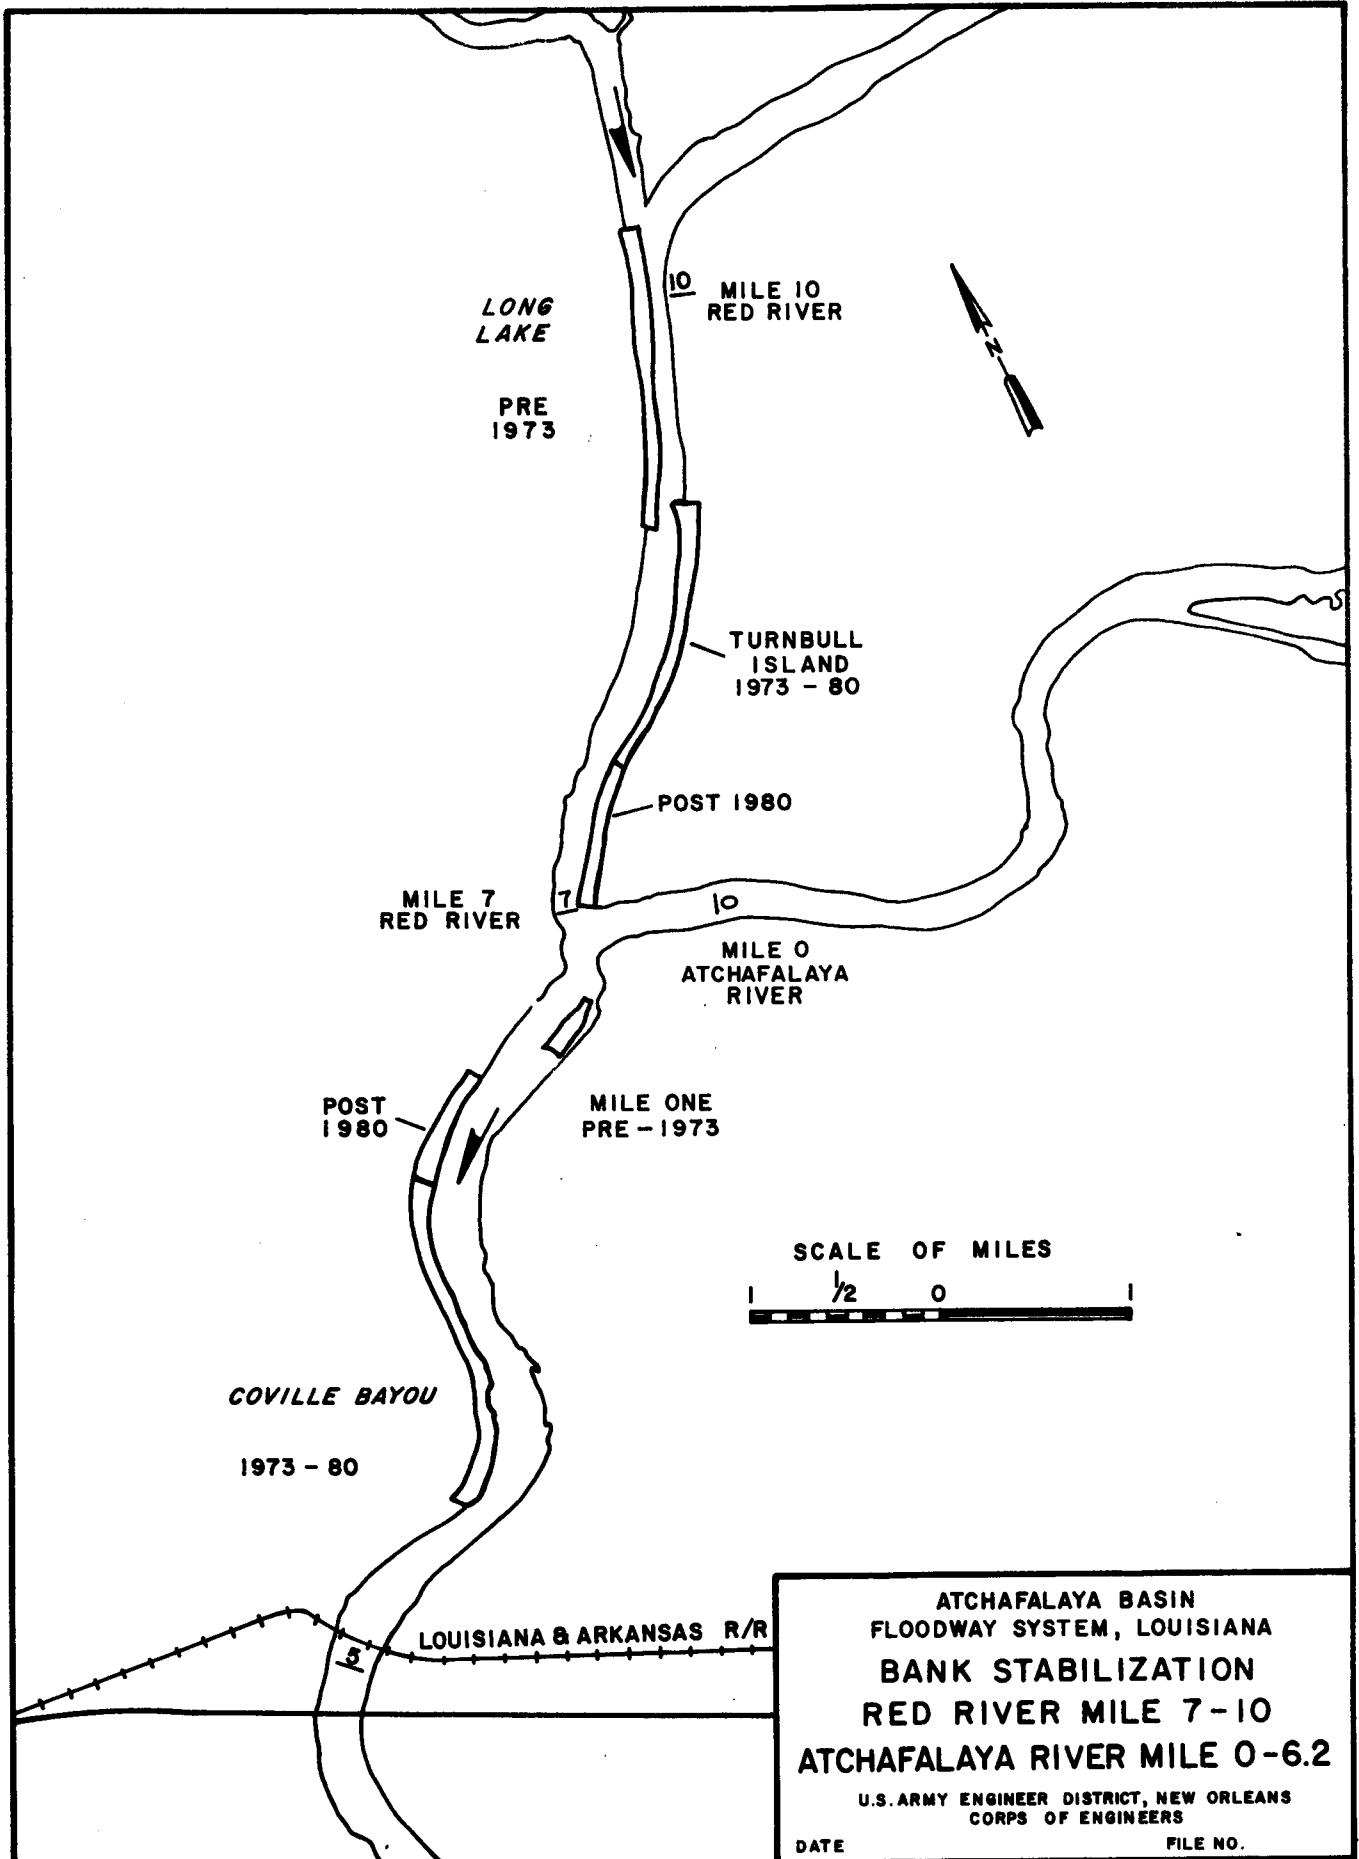 10
MILE 10
RED RIVER
LONG
LAKE
PRE
1973
N
TURNBULL
ISLAND
1973 - 80
POST 1980
MILE 7
RED RIVER
7
10
MILE 0
ATCHAFALAYA
RIVER
POST
1980
MILE ONE
PRE - 1973
SCALE OF MILES
1 1/2 0 1
COVILLE BAYOU
1973 - 80
LOUISIANA & ARKANSAS R/R
5
ATCHAFALAYA BASIN
FLOODWAY SYSTEM, LOUISIANA
BANK STABILIZATION
RED RIVER MILE 7-10
ATCHAFALAYA RIVER MILE 0-6.2
U.S. ARMY ENGINEER DISTRICT, NEW ORLEANS
CORPS OF ENGINEERS
DATE FILE NO.